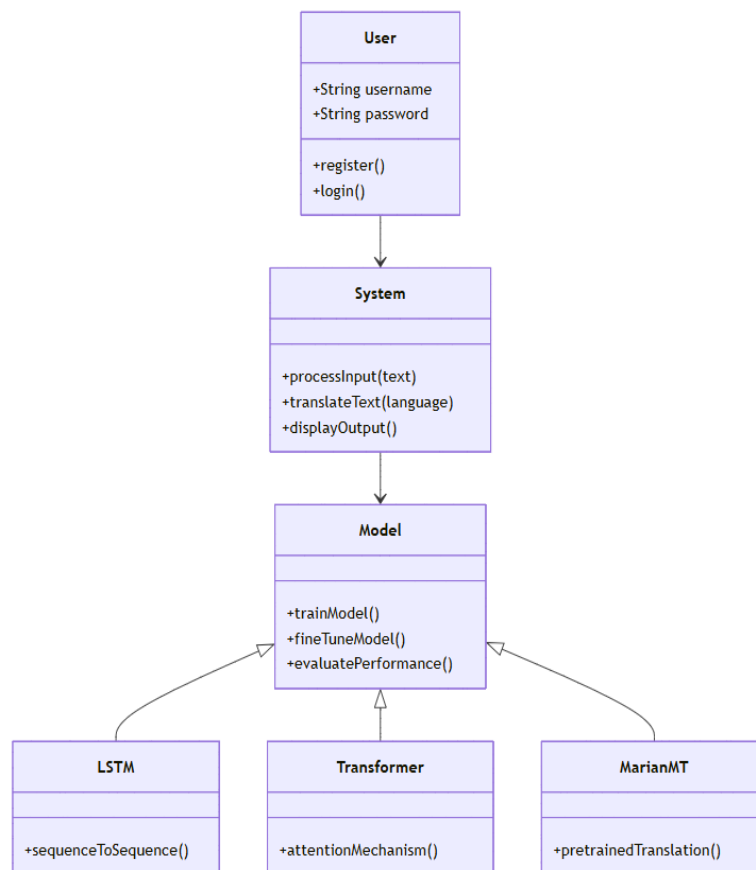 User
+String username
+String password
+register()
+login()
System
+processInput(text)
+translateText(language)
+displayOutput()
Model
+trainModel()
+fineTuneModel()
+evaluatePerformance()
LSTM
+sequenceToSequence()
Transformer
+attentionMechanism()
MarianMT
+pretrainedTranslation()